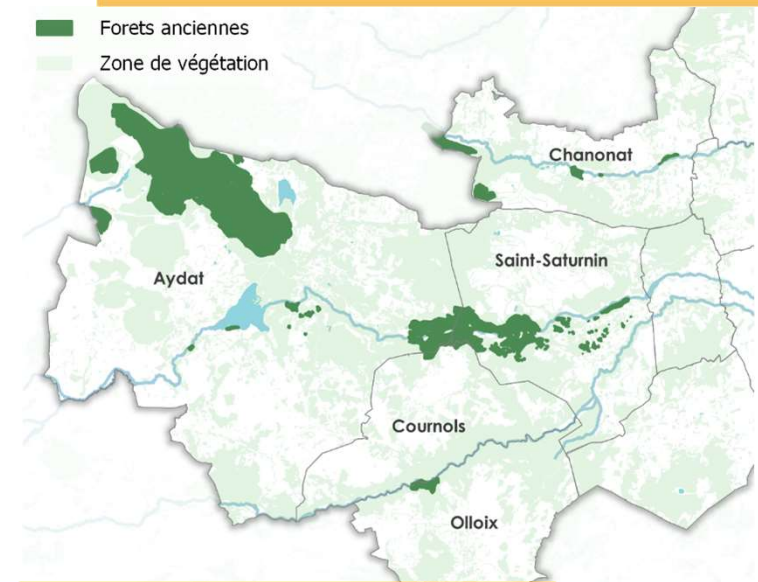 Forets anciennes
Zone de végétation
Chanonat
Saint-Saturnin
Aydat
Cournols
Olloix